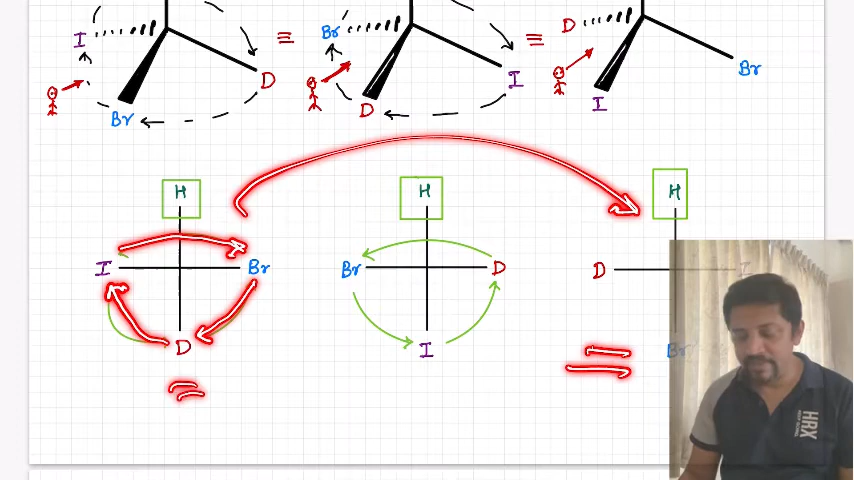 I Br D
≡
Br D I
≡
D I Br
H H H
I Br Br D D I
D I Br
HRX